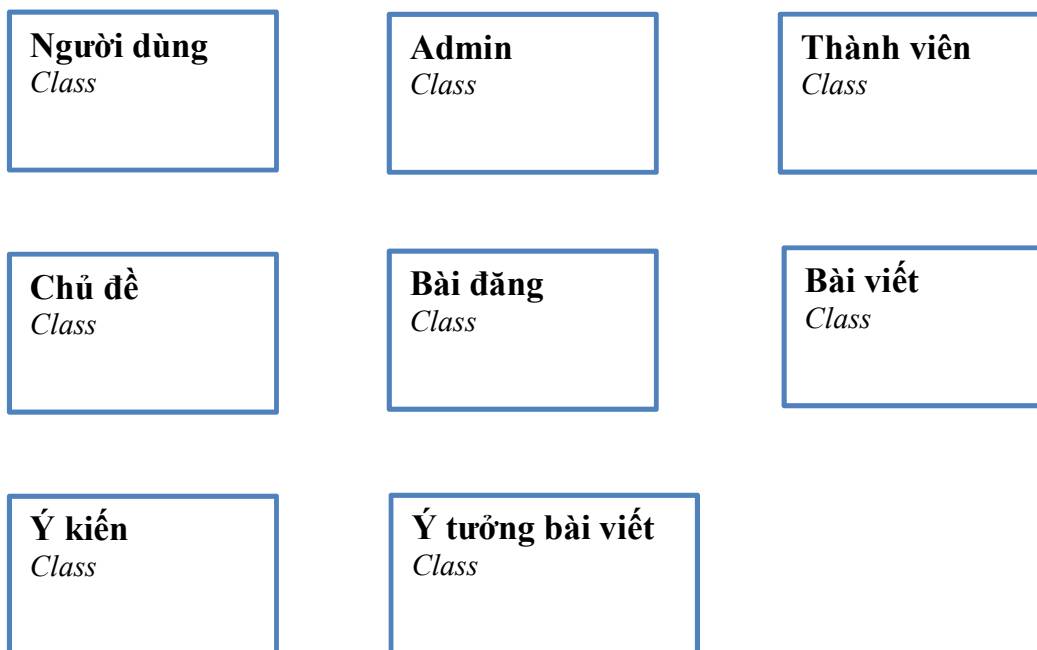 Người dùng
Class
Admin
Class
Thành viên
Class
Chủ đề
Class
Bài đăng
Class
Bài viết
Class
Ý kiến
Class
Ý tưởng bài viết
Class